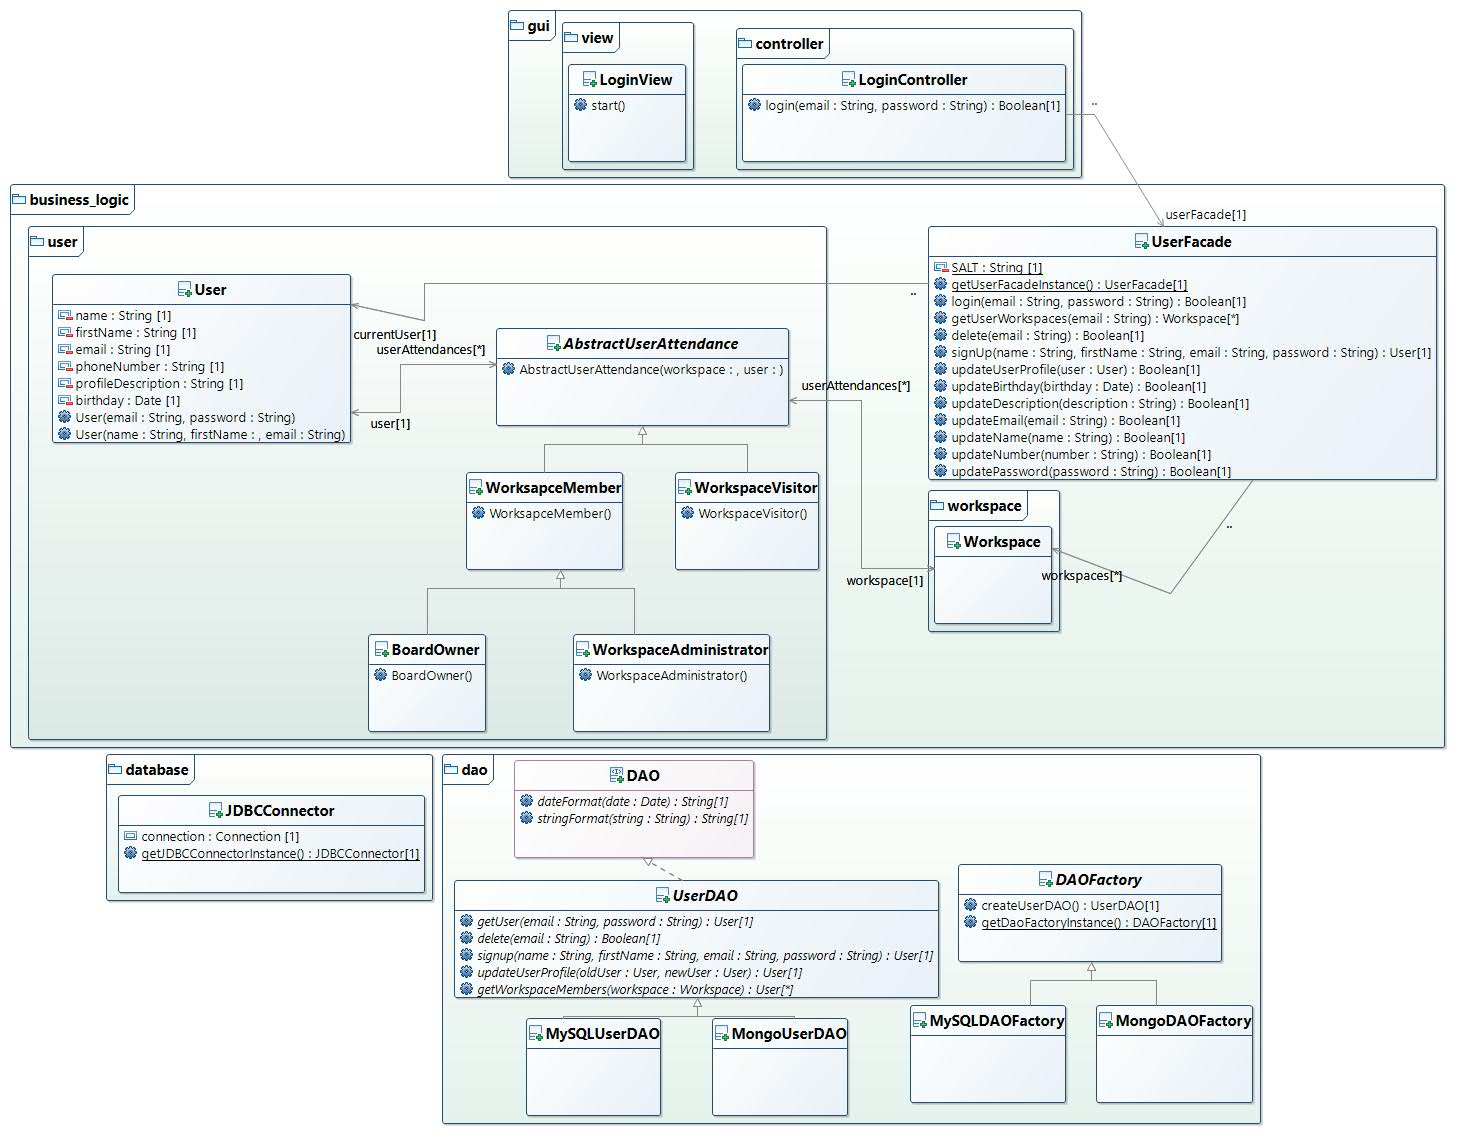 gui
view
LoginView
start()
controller
LoginController
login(email : String, password : String) : Boolean[1]
..
userFacade[1]
business_logic
user
User
name : String [1]
firstName : String [1]
email : String [1]
phoneNumber : String [1]
profileDescription : String [1]
birthday : Date [1]
User(email : String, password : String)
User(name : String, firstName : , email : String)
currentUser[1]
userAttendances[*]
user[1]
..
AbstractUserAttendance
AbstractUserAttendance(workspace : , user : )
userAttendances[*]
WorksapceMember
WorksapceMember()
WorkspaceVisitor
WorkspaceVisitor()
BoardOwner
BoardOwner()
WorkspaceAdministrator
WorkspaceAdministrator()
UserFacade
SALT : String [1]
getUserFacadeInstance() : UserFacade[1]
login(email : String, password : String) : Boolean[1]
getUserWorkspaces(email : String) : Workspace[*]
delete(email : String) : Boolean[1]
signUp(name : String, firstName : String, email : String, password : String) : User[1]
updateUserProfile(user : User) : Boolean[1]
updateBirthday(birthday : Date) : Boolean[1]
updateDescription(description : String) : Boolean[1]
updateEmail(email : String) : Boolean[1]
updateName(name : String) : Boolean[1]
updateNumber(number : String) : Boolean[1]
updatePassword(password : String) : Boolean[1]
workspace
Workspace
workspace[1]
workspaces[*]
..
database
JDBCConnector
connection : Connection [1]
getJDBCConnectorInstance() : JDBCConnector[1]
dao
DAO
dateFormat(date : Date) : String[1]
stringFormat(string : String) : String[1]
UserDAO
getUser(email : String, password : String) : User[1]
delete(email : String) : Boolean[1]
signup(name : String, firstName : String, email : String, password : String) : User[1]
updateUserProfile(oldUser : User, newUser : User) : User[1]
getWorkspaceMembers(workspace : Workspace) : User[*]
MySQLUserDAO
MongoUserDAO
DAOFactory
createUserDAO() : UserDAO[1]
getDaoFactoryInstance() : DAOFactory[1]
MySQLDAOFactory
MongoDAOFactory